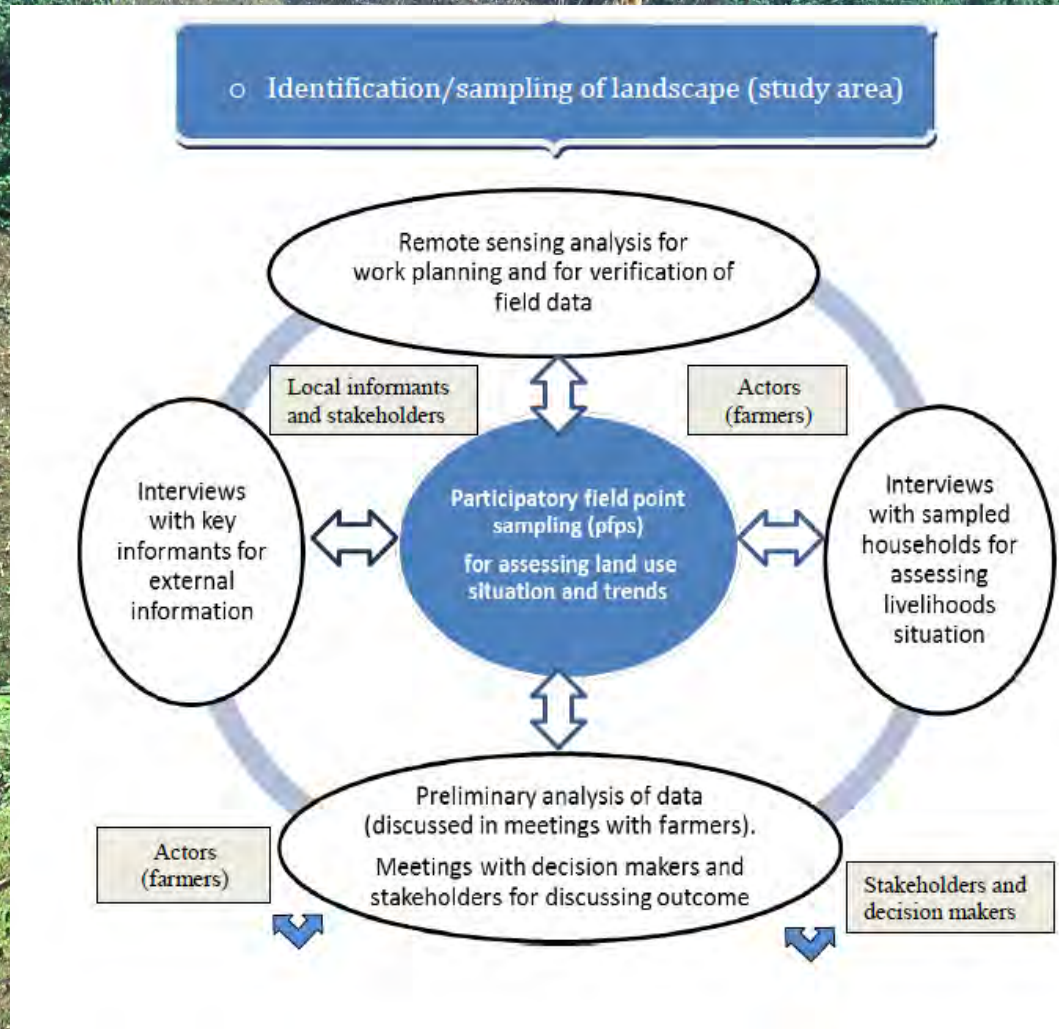 o Identification/sampling of landscape (study area)
Remote sensing analysis for
work planning and for verification of
field data
Local informants
and stakeholders
Actors
(farmers)
Interviews
with key
informants for
external
information
Participatory field point
sampling (pfps)
for assessing land use
situation and trends
Interviews
with sampled
households for
assessing
livelihoods
situation
Preliminary analysis of data
(discussed in meetings with farmers).
Meetings with decision makers and
stakeholders for discussing outcome
Actors
(farmers)
Stakeholders and
decision makers